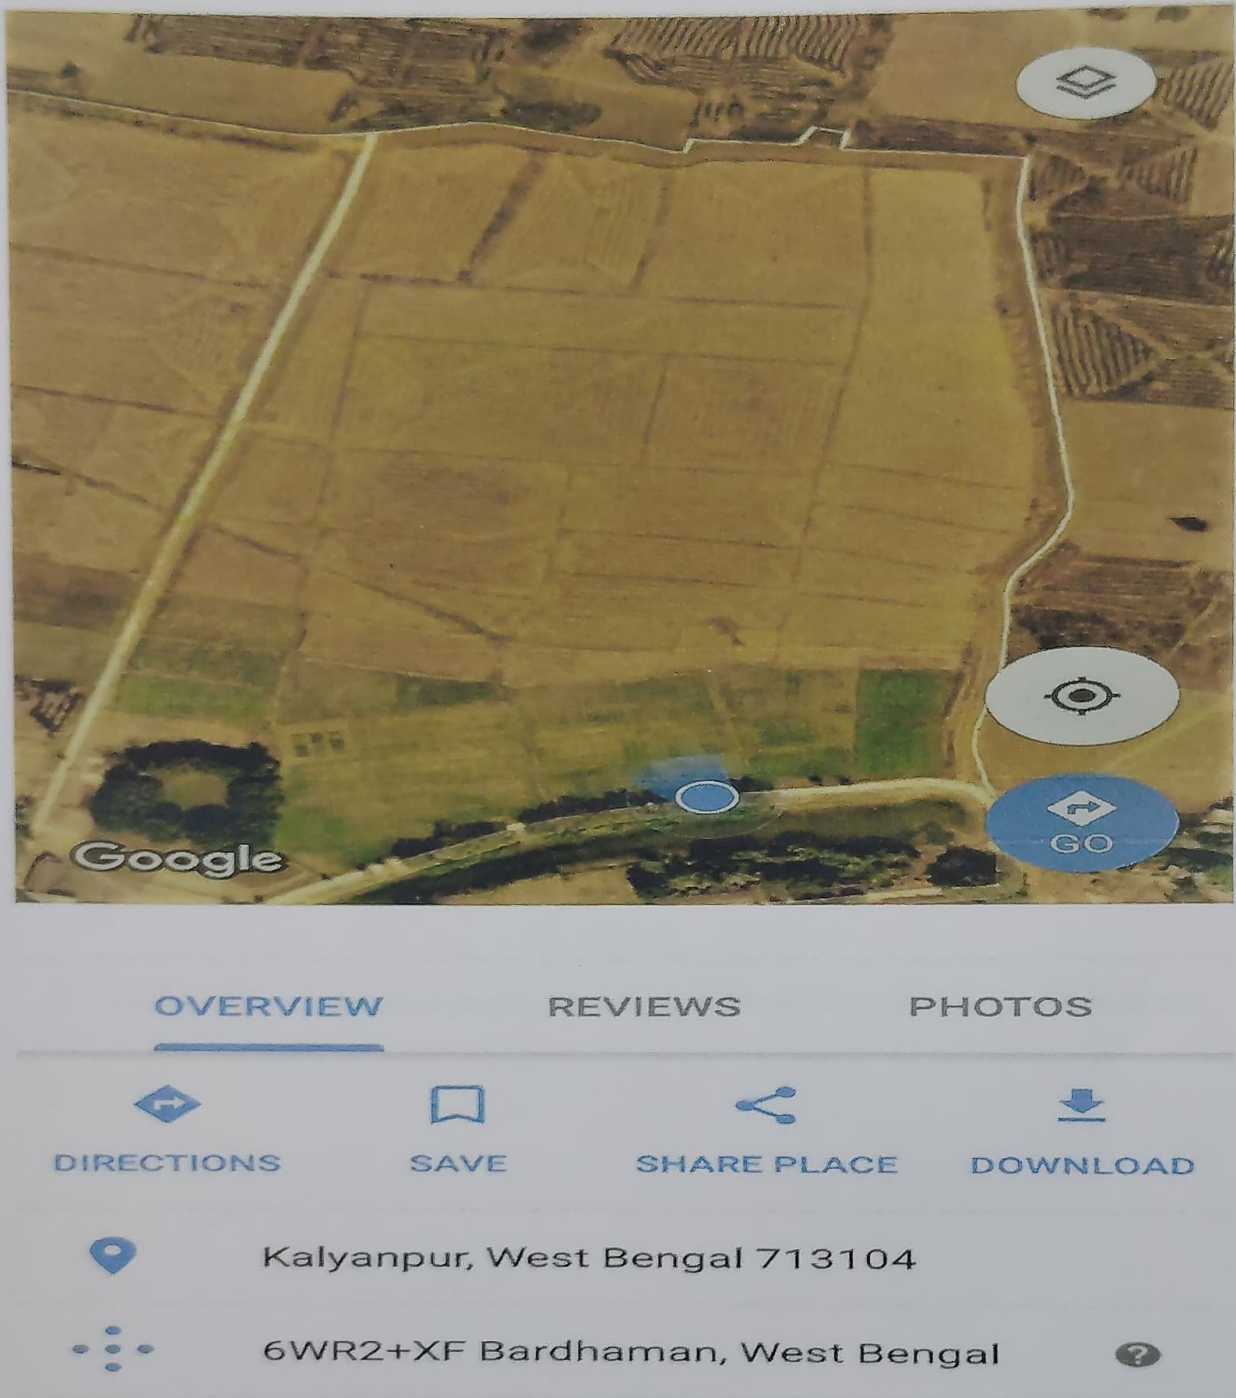 Google
GO
OVERVIEW REVIEWS PHOTOS
DIRECTIONS SAVE SHARE PLACE DOWNLOAD
Kalyanpur, West Bengal 713104
6WR2+XF Bardhaman, West Bengal ?